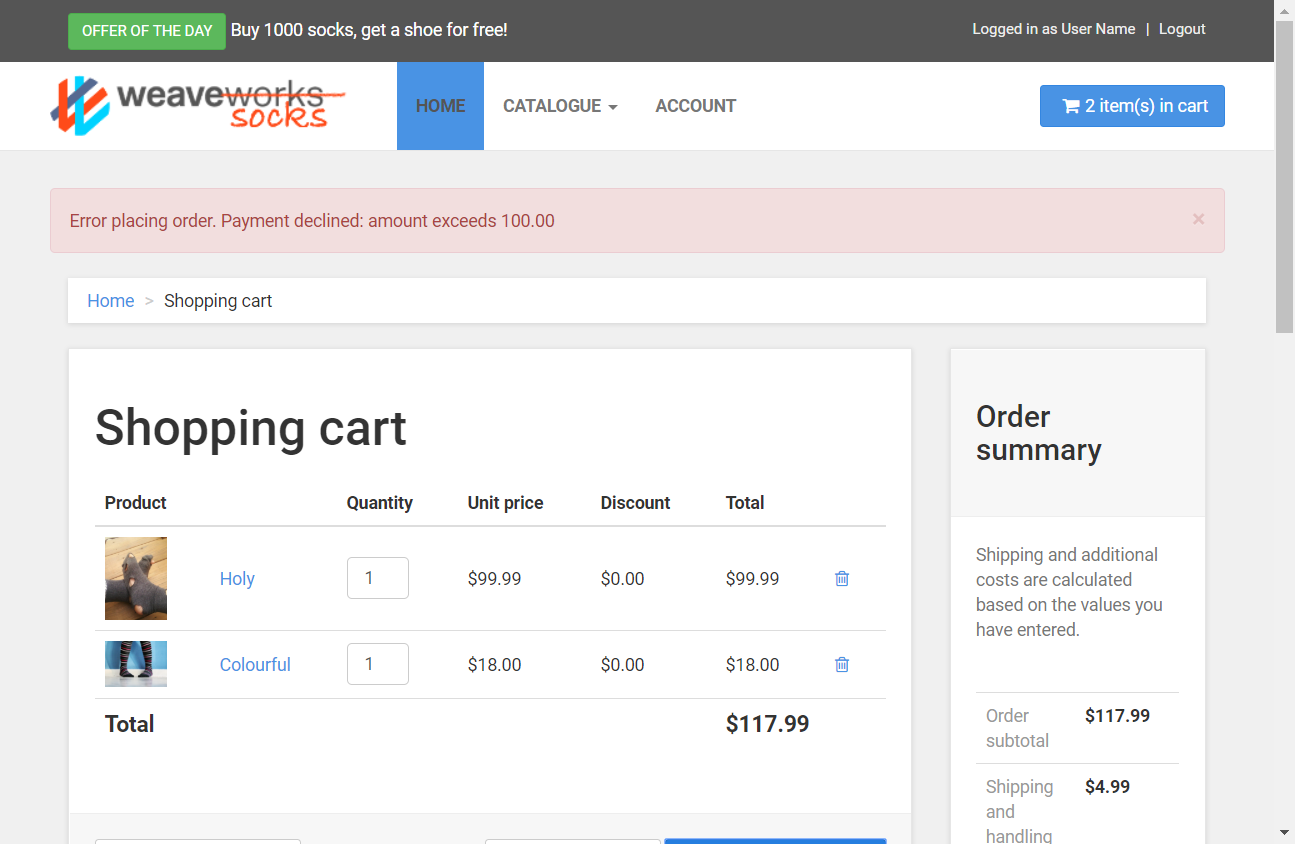 OFFER OF THE DAY Buy 1000 socks, get a shoe for free!
Logged in as User Name | Logout
weaveworks
socks
HOME CATALOGUE ACCOUNT
2 item(s) in cart
Error placing order. Payment declined: amount exceeds 100.00
×
Home > Shopping cart
Shopping cart
Product Quantity Unit price Discount Total
Holy 1 $99.99 $0.00 $99.99
Colourful 1 $18.00 $0.00 $18.00
Total $117.99
Order
summary
Shipping and additional
costs are calculated
based on the values you
have entered.
Order
subtotal
$117.99
Shipping
and
handling
$4.99